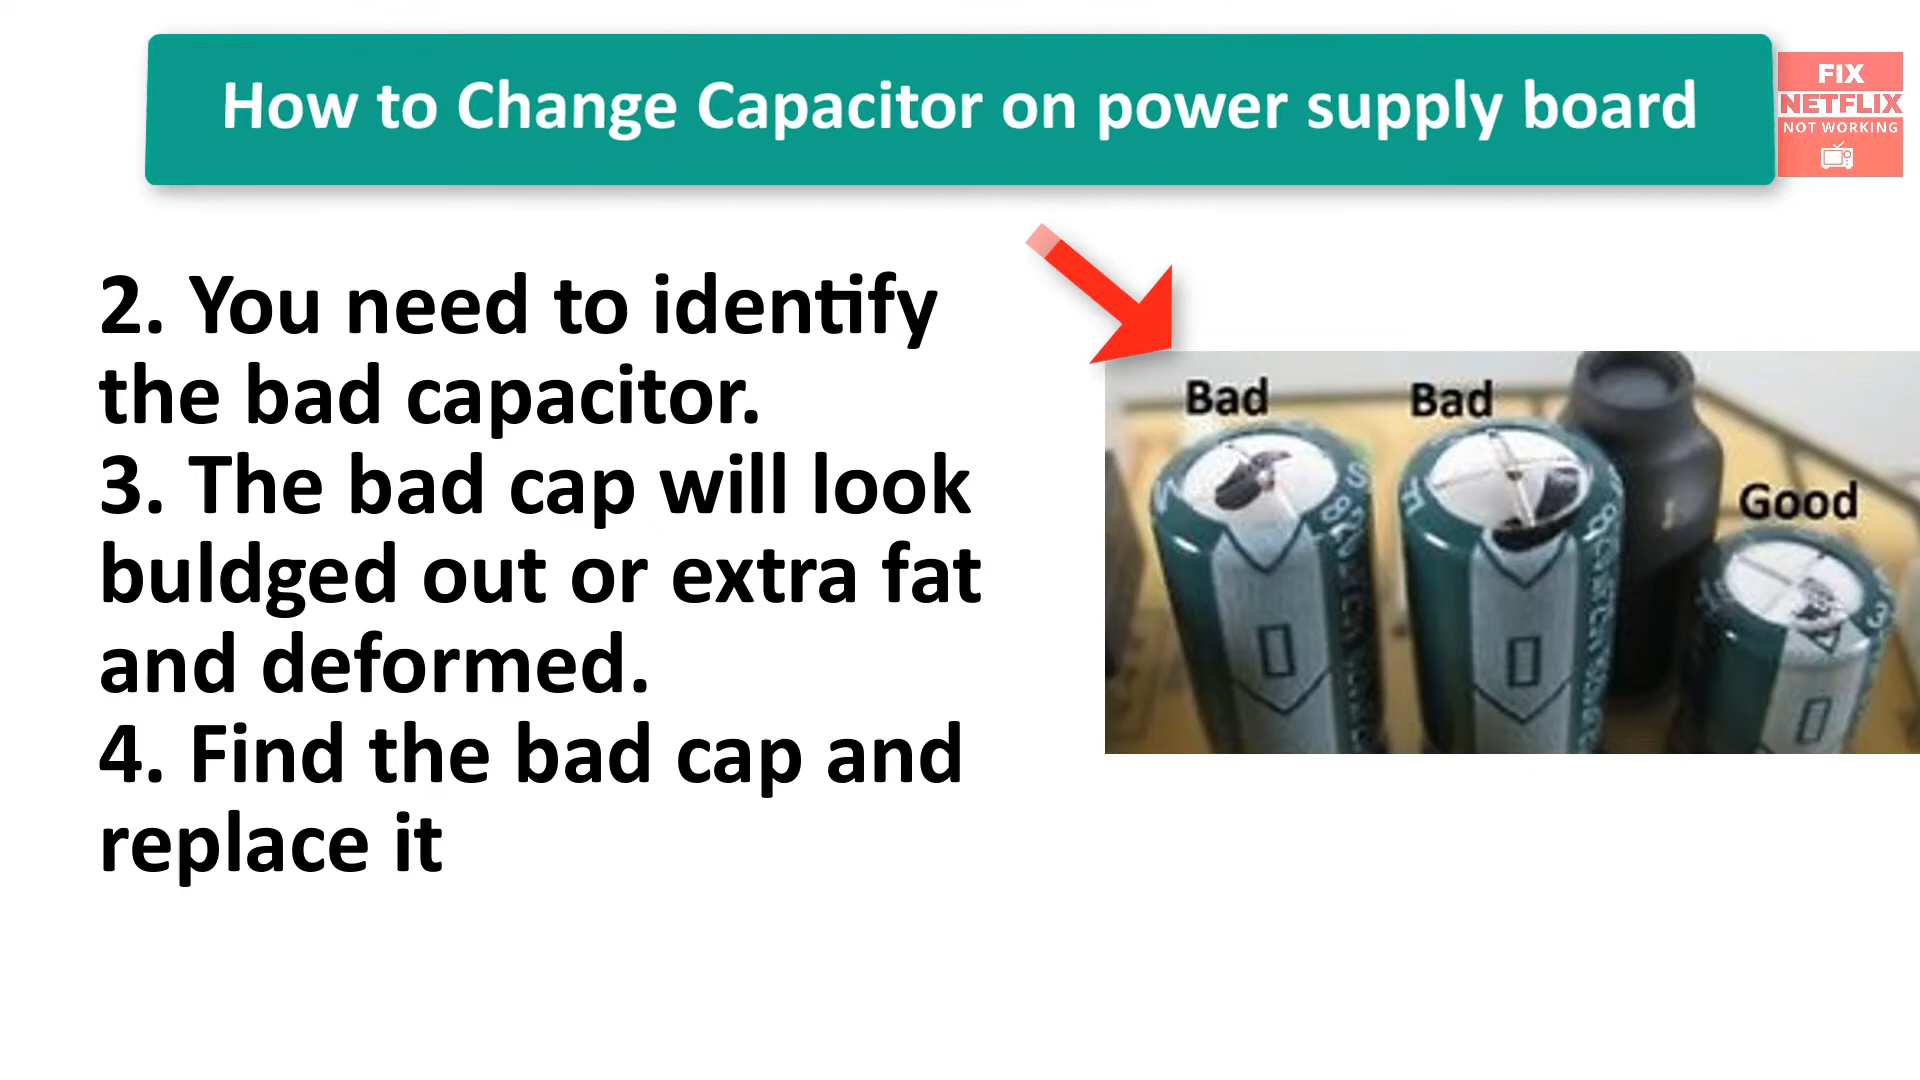 How to Change Capacitor on power supply board
FIX
NETFLIX
NOT WORKING
2. You need to identify
the bad capacitor.
3. The bad cap will look
buldged out or extra fat
and deformed.
4. Find the bad cap and
replace it
Bad
Bad
Good